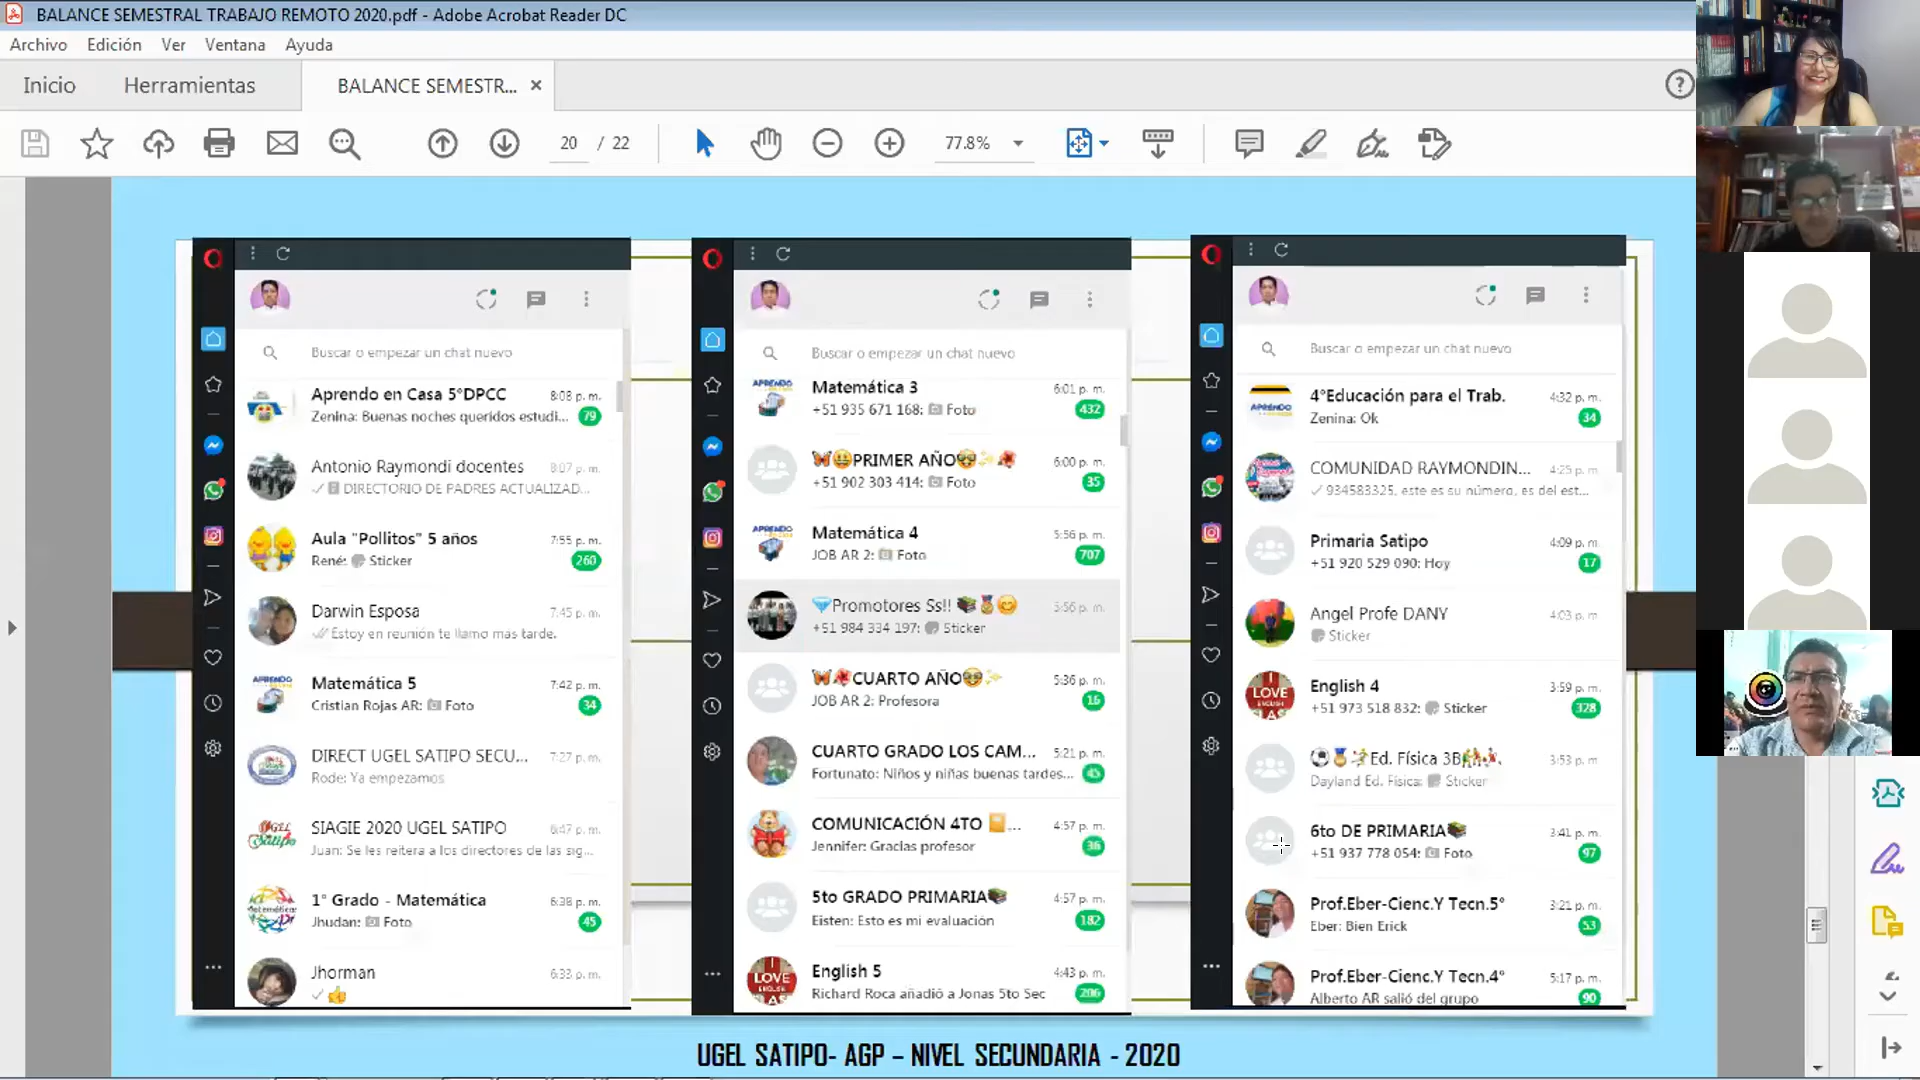 BALANCE SEMESTRAL TRABAJO REMOTO 2020.pdf - Adobe Acrobat Reader DC
Archivo Edición Ver Ventana Ayuda
Inicio Herramientas BALANCE SEMESTR... ×
20 / 22 77.8%
Buscar o empezar un chat nuevo
Aprendo en Casa 5°DPCC 8:08 p. m.
Zenina: Buenas noches queridos estudi... 79
Antonio Raymondi docentes 8:07 p. m.
DIRECTORIO DE PADRES ACTUALIZAD...
Aula "Pollitos" 5 años 7:55 p. m.
René: Sticker 260
Darwin Esposa 7:45 p. m.
Estoy en reunión te llamo mas tarde.
Matemática 5 7:42 p. m.
Cristian Rojas AR: Foto 34
DIRECT UGEL SATIPO SECU... 7:27 p. m.
Rode: Ya empezamos
SIAGIE 2020 UGEL SATIPO 6:47 p. m.
Juan: Se les reitera a los directores de las sig...
1° Grado - Matemática 6:38 p. m.
Jhudan: Foto 45
Jhorman 6:33 p. m.
👍
Buscar o empezar un chat nuevo
Matemática 3 6:01 p. m.
+51 935 671 168: Foto 432
🦋🤑PRIMER AÑO🤓✨🌺 6:00 p. m.
+51 902 303 414: Foto 35
Matemática 4 5:56 p. m.
JOB AR 2: Foto 707
💎Promotores Ss!! 📚🏅😊 5:56 p. m.
+51 984 334 197: Sticker
🦋🌺CUARTO AÑO🤓✨ 5:36 p. m.
JOB AR 2: Profesora 16
CUARTO GRADO LOS CAM... 5:21 p. m.
Fortunato: Niños y niñas buenas tardes... 45
COMUNICACIÓN 4TO 📒... 4:57 p. m.
Jennifer: Gracias profesor 36
5to GRADO PRIMARIA📚 4:57 p. m.
Eisten: Esto es mi evaluación 182
English 5 4:43 p. m.
Richard Roca añadió a Jonas 5to Sec 206
Buscar o empezar un chat nuevo
4°Educación para el Trab. 4:32 p. m.
Zenina: Ok 34
COMUNIDAD RAYMONDIN... 4:25 p. m.
934583325, este es su número, es del est...
Primaria Satipo 4:09 p. m.
+51 920 529 090: Hoy 17
Angel Profe DANY 4:03 p. m.
Sticker
English 4 3:59 p. m.
+51 973 518 832: Sticker 328
⚽🏅🤾Ed. Física 3B 3:53 p. m.
Dayland Ed. Física: Sticker
6to DE PRIMARIA📚 3:41 p. m.
+51 937 778 054: Foto 97
Prof.Eber-Cienc.Y Tecn.5° 3:21 p. m.
Eber: Bien Erick 53
Prof.Eber-Cienc.Y Tecn.4° 5:17 p. m.
Alberto AR salió del grupo 90
UGEL SATIPO- AGP – NIVEL SECUNDARIA - 2020